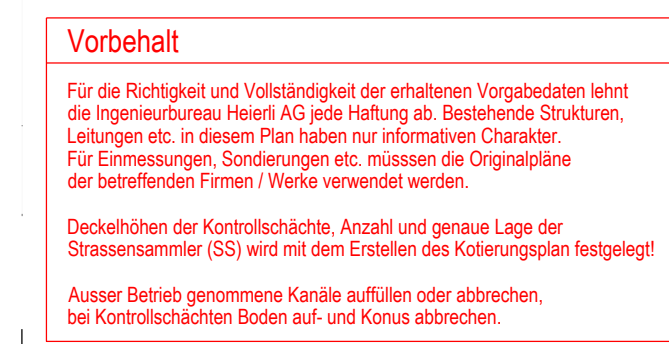 Vorbehalt
Für die Richtigkeit und Vollständigkeit der erhaltenen Vorgabedaten lehnt
die Ingenieurbureau Heierli AG jede Haftung ab. Bestehende Strukturen,
Leitungen etc. in diesem Plan haben nur informativen Charakter.
Für Einmessungen, Sondierungen etc. müsssen die Originalpläne
der betreffenden Firmen / Werke verwendet werden.
Deckelhöhen der Kontrollschächte, Anzahl und genaue Lage der
Strassensammler (SS) wird mit dem Erstellen des Kotierungsplan festgelegt!
Ausser Betrieb genommene Kanäle auffüllen oder abbrechen,
bei Kontrollschächten Boden auf- und Konus abbrechen.